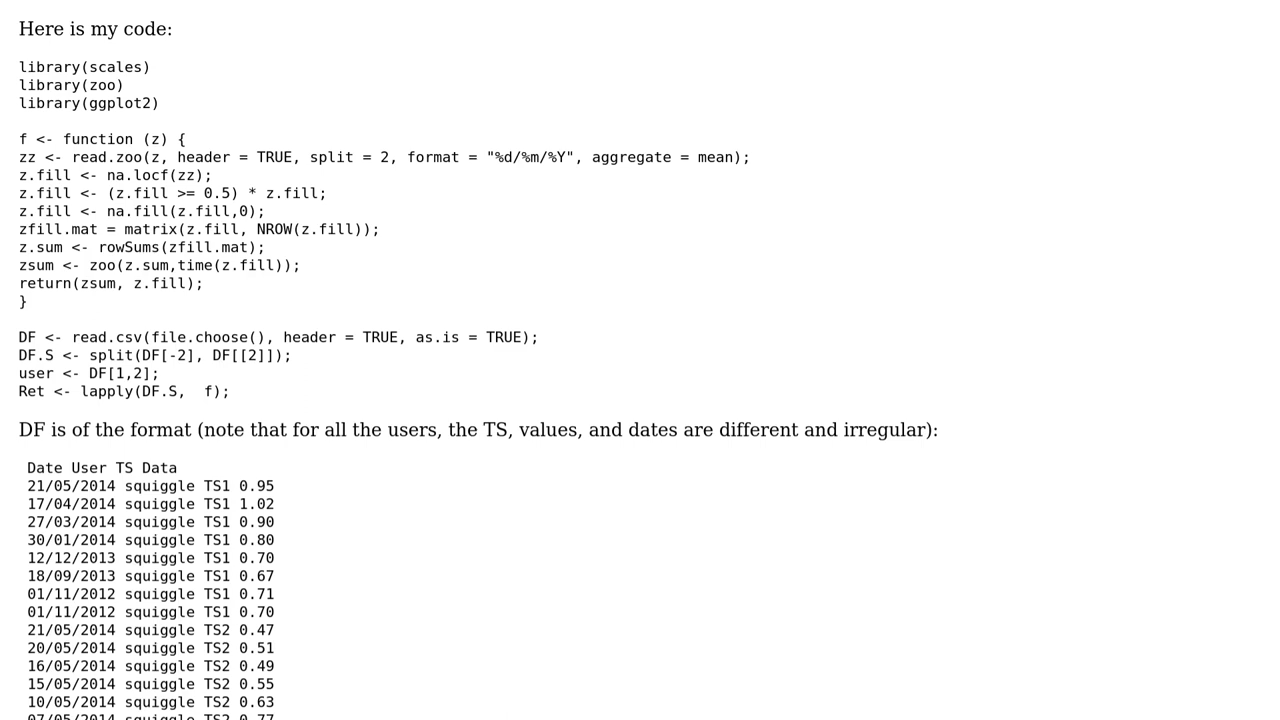 Here is my code:
library(scales)
library(zoo)
library(ggplot2)
f <- function (z) {
zz <- read.zoo(z, header = TRUE, split = 2, format = "%d/%m/%Y", aggregate = mean);
z.fill <- na.locf(zz);
z.fill <- (z.fill >= 0.5) * z.fill;
z.fill <- na.fill(z.fill,0);
zfill.mat = matrix(z.fill, NROW(z.fill));
z.sum <- rowSums(zfill.mat);
zsum <- zoo(z.sum,time(z.fill));
return(zsum, z.fill);
}
DF <- read.csv(file.choose(), header = TRUE, as.is = TRUE);
DF.S <- split(DF[-2], DF[[2]]);
user <- DF[1,2];
Ret <- lapply(DF.S,  f);
DF is of the format (note that for all the users, the TS, values, and dates are different and irregular):
Date User TS Data
21/05/2014 squiggle TS1 0.95
17/04/2014 squiggle TS1 1.02
27/03/2014 squiggle TS1 0.90
30/01/2014 squiggle TS1 0.80
12/12/2013 squiggle TS1 0.70
18/09/2013 squiggle TS1 0.67
01/11/2012 squiggle TS1 0.71
01/11/2012 squiggle TS1 0.70
21/05/2014 squiggle TS2 0.47
20/05/2014 squiggle TS2 0.51
16/05/2014 squiggle TS2 0.49
15/05/2014 squiggle TS2 0.55
10/05/2014 squiggle TS2 0.63
07/05/2014 squiggle TS2 0.77